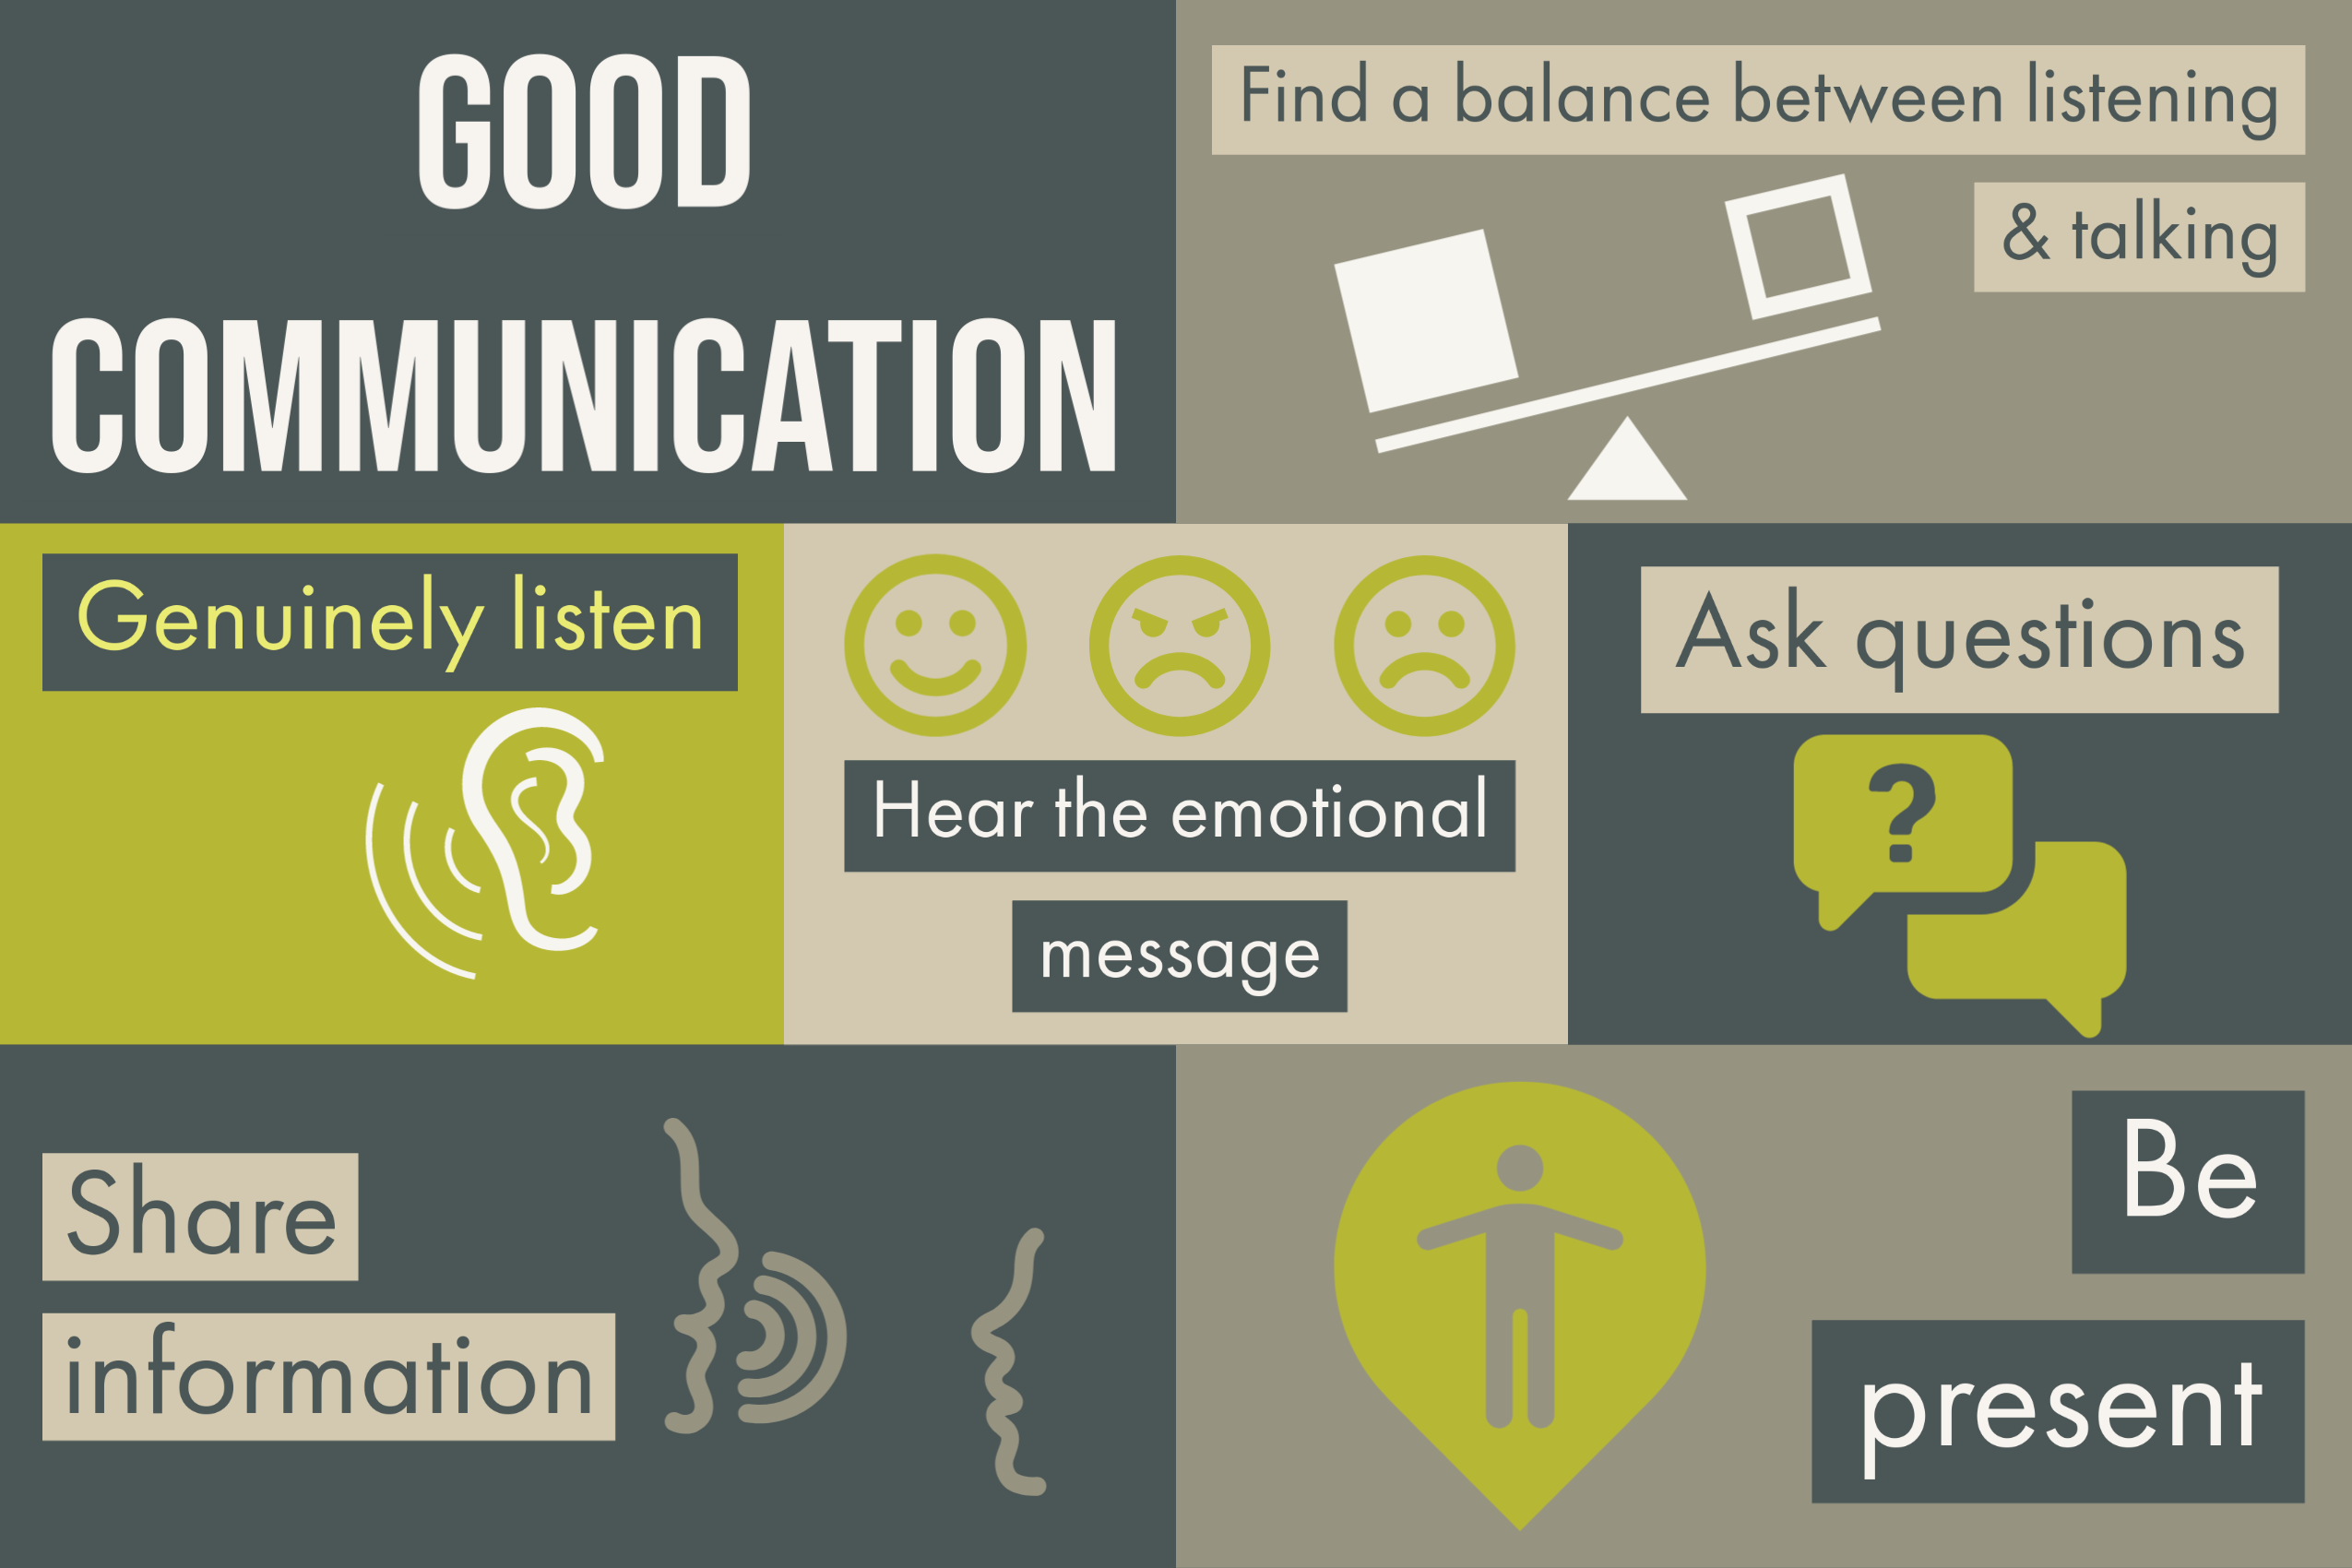 GOOD
COMMUNICATION
Find a balance between listening
& talking
Genuinely listen
Hear the emotional
message
Ask questions
?
Share
information
Be
present